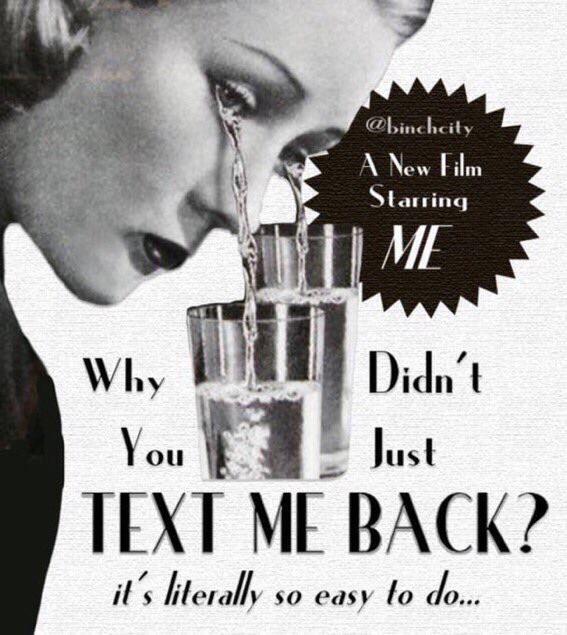 @binchcity
A New Film
Starring
ME
Why Didn't
You Just
TEXT ME BACK?
it's literally so easy to do...